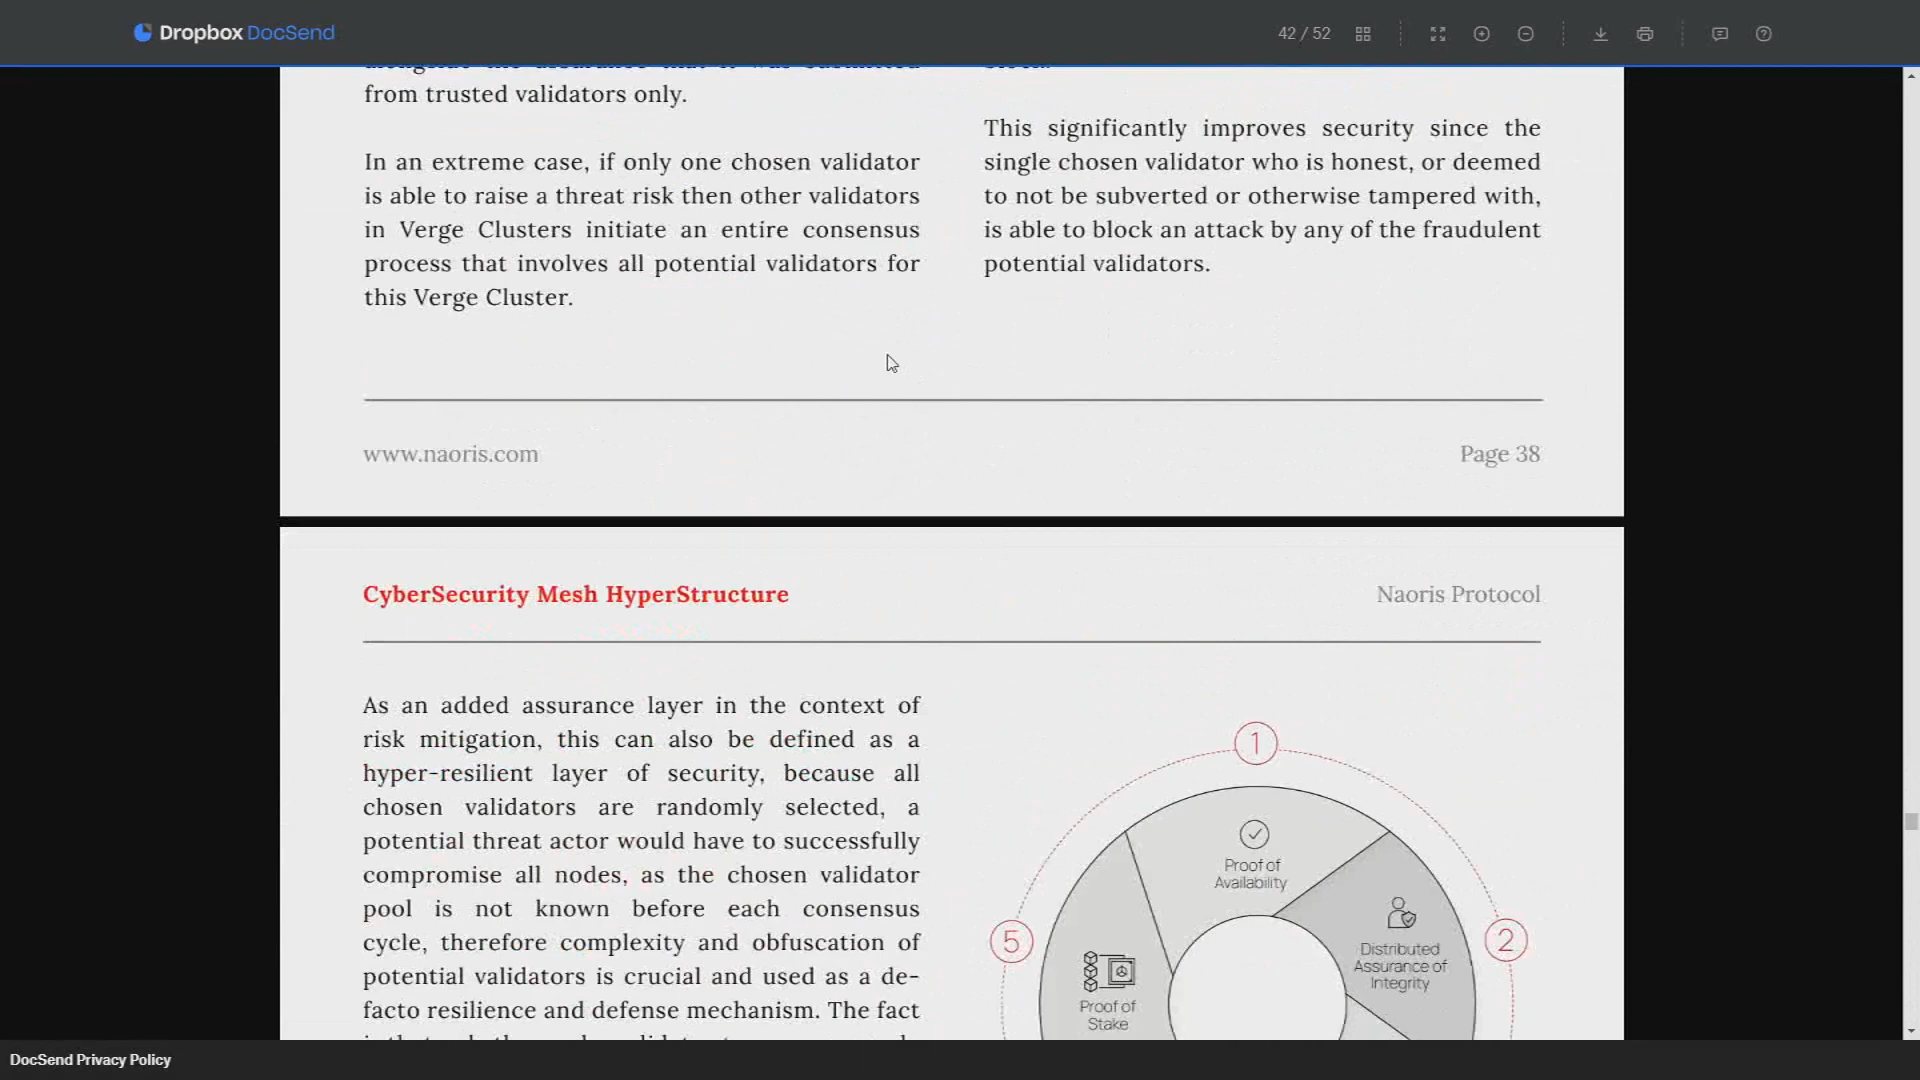 Dropbox DocSend
42 / 52
from trusted validators only.
In an extreme case, if only one chosen validator
is able to raise a threat risk then other validators
in Verge Clusters initiate an entire consensus
process that involves all potential validators for
this Verge Cluster.
This significantly improves security since the
single chosen validator who is honest, or deemed
to not be subverted or otherwise tampered with,
is able to block an attack by any of the fraudulent
potential validators.
www.naoris.com
Page 38
CyberSecurity Mesh HyperStructure
Naoris Protocol
As an added assurance layer in the context of
risk mitigation, this can also be defined as a
hyper-resilient layer of security, because all
chosen validators are randomly selected, a
potential threat actor would have to successfully
compromise all nodes, as the chosen validator
pool is not known before each consensus
cycle, therefore complexity and obfuscation of
potential validators is crucial and used as a de-
facto resilience and defense mechanism. The fact
1
Proof of
Availability
2
Distributed
Assurance of
Integrity
5
Proof of
Stake
DocSend Privacy Policy